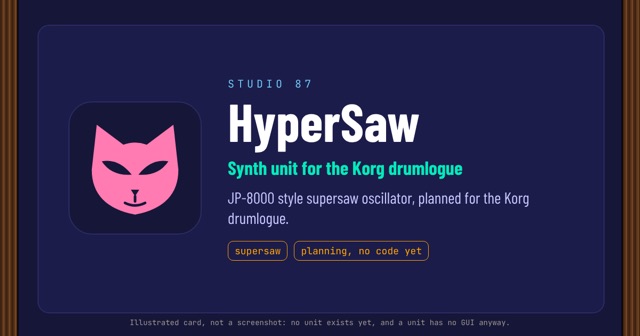 STUDIO 87
HyperSaw
Synth unit for the Korg drumlogue
JP-8000 style supersaw oscillator, planned for the Korg
drumlogue.
supersaw planning, no code yet
Illustrated card, not a screenshot: no unit exists yet, and a unit has no GUI anyway.